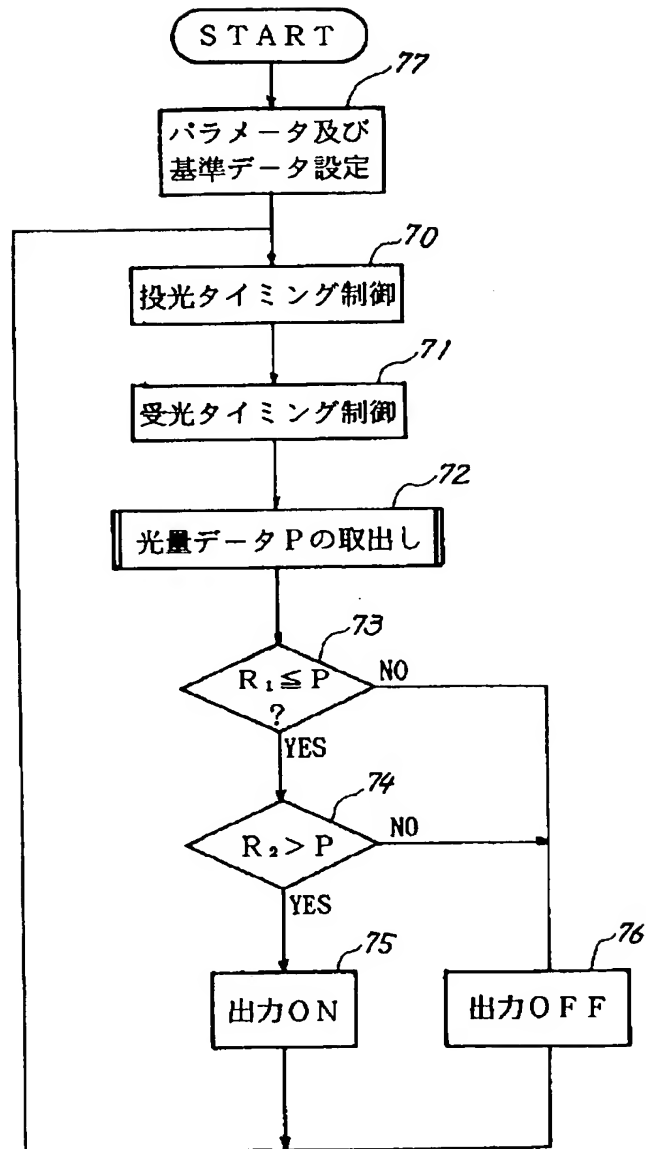 START
77
パラメータ及び
基準データ設定
70
投光タイミング制御
71
受光タイミング制御
72
光量データPの取出し
73
R₁≦P
?
NO
YES
74
R₂>P
NO
YES
75
出力ON
76
出力OFF